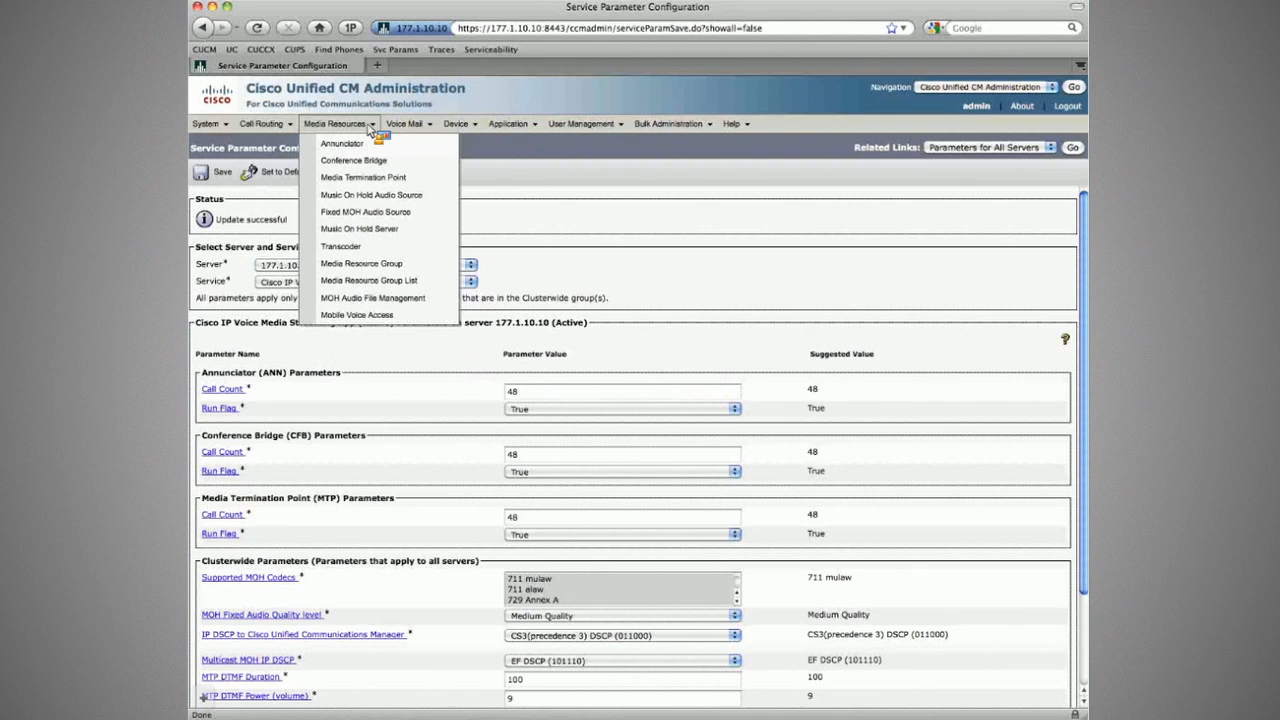 Service Parameter Configuration
1P 177.1.10.10 https://177.1.10.10:8443/ccmadmin/serviceParamSave.do?showall=false Google
CUCM UC CUCCX CUPS Find Phones Svc Params Traces Serviceability
Service Parameter Configuration +
CISCO Cisco Unified CM Administration Navigation Cisco Unified CM Administration Go
For Cisco Unified Communications Solutions admin About Logout
System Call Routing Media Resources Voice Mail Device Application User Management Bulk Administration Help
Service Parameter Con Related Links: Parameters for All Servers Go
Save Set to Defa
Annunciator
Conference Bridge
Media Termination Point
Music On Hold Audio Source
Fixed MOH Audio Source
Music On Hold Server
Transcoder
Media Resource Group
Media Resource Group List
MOH Audio File Management
Mobile Voice Access
Status
Update successful
Select Server and Servi
Server* 177.1.10.
Service* Cisco IP V
All parameters apply only that are in the Clusterwide group(s).
Cisco IP Voice Media Str on server 177.1.10.10 (Active)
Parameter Name Parameter Value Suggested Value
Annunciator (ANN) Parameters
Call Count * 48 48
Run Flag * True True
Conference Bridge (CFB) Parameters
Call Count * 48 48
Run Flag * True True
Media Termination Point (MTP) Parameters
Call Count * 48 48
Run Flag * True True
Clusterwide Parameters (Parameters that apply to all servers)
Supported MOH Codecs * 711 mulaw 711 mulaw
711 alaw
729 Annex A
MOH Fixed Audio Quality level * Medium Quality Medium Quality
IP DSCP to Cisco Unified Communications Manager * CS3(precedence 3) DSCP (011000) CS3(precedence 3) DSCP (011000)
Multicast MOH IP DSCP * EF DSCP (101110) EF DSCP (101110)
MTP DTMF Duration * 100 100
MTP DTMF Power (volume) * 9 9
Done